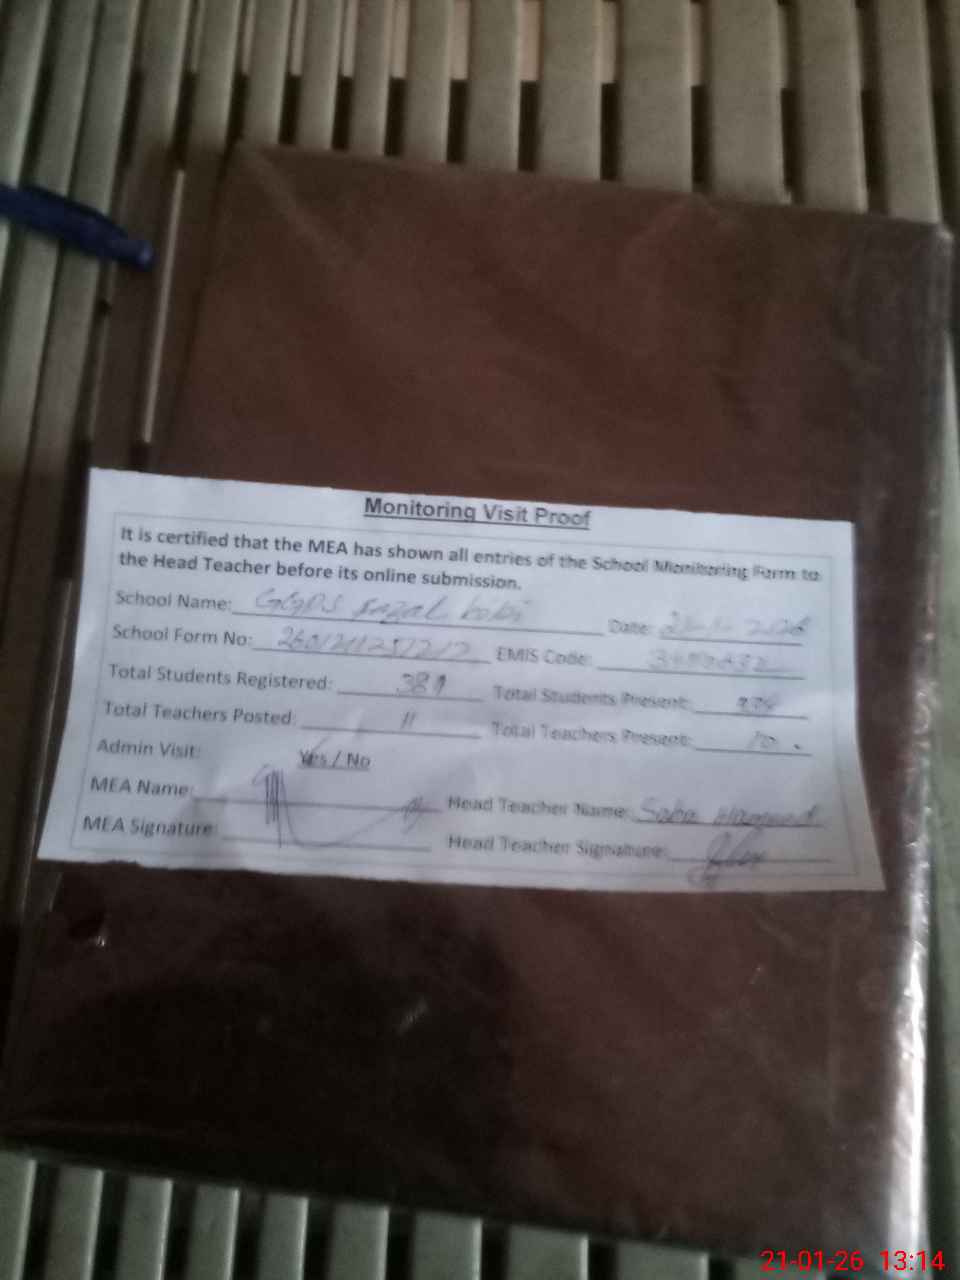 Monitoring Visit Proof
It is certified that the MEA has shown all entries of the School Monitoring Form to
the Head Teacher before its online submission.
School Name: GGPS Date:
School Form No: EMIS Code:
Total Students Registered: 389 Total Students Present:
Total Teachers Posted: 11 Total Teachers Present: 10
Admin Visit: Yes / No
MEA Name: Head Teacher Name: Saba
MEA Signature: Head Teacher Signature:
21-01-26 13:14